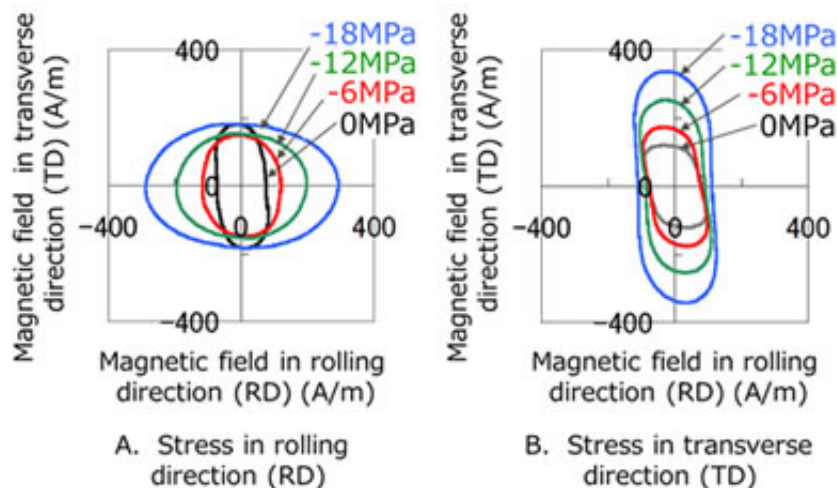 400
-18MPa
-12MPa
-6MPa
0MPa
Magnetic field in transverse
direction (TD) (A/m)
0
-400
0
400
-400
Magnetic field in rolling
direction (RD) (A/m)
A. Stress in rolling
direction (RD)
400
-18MPa
-12MPa
-6MPa
0MPa
Magnetic field in transverse
direction (TD) (A/m)
0
-400
0
400
-400
Magnetic field in rolling
direction (RD) (A/m)
B. Stress in transverse
direction (TD)